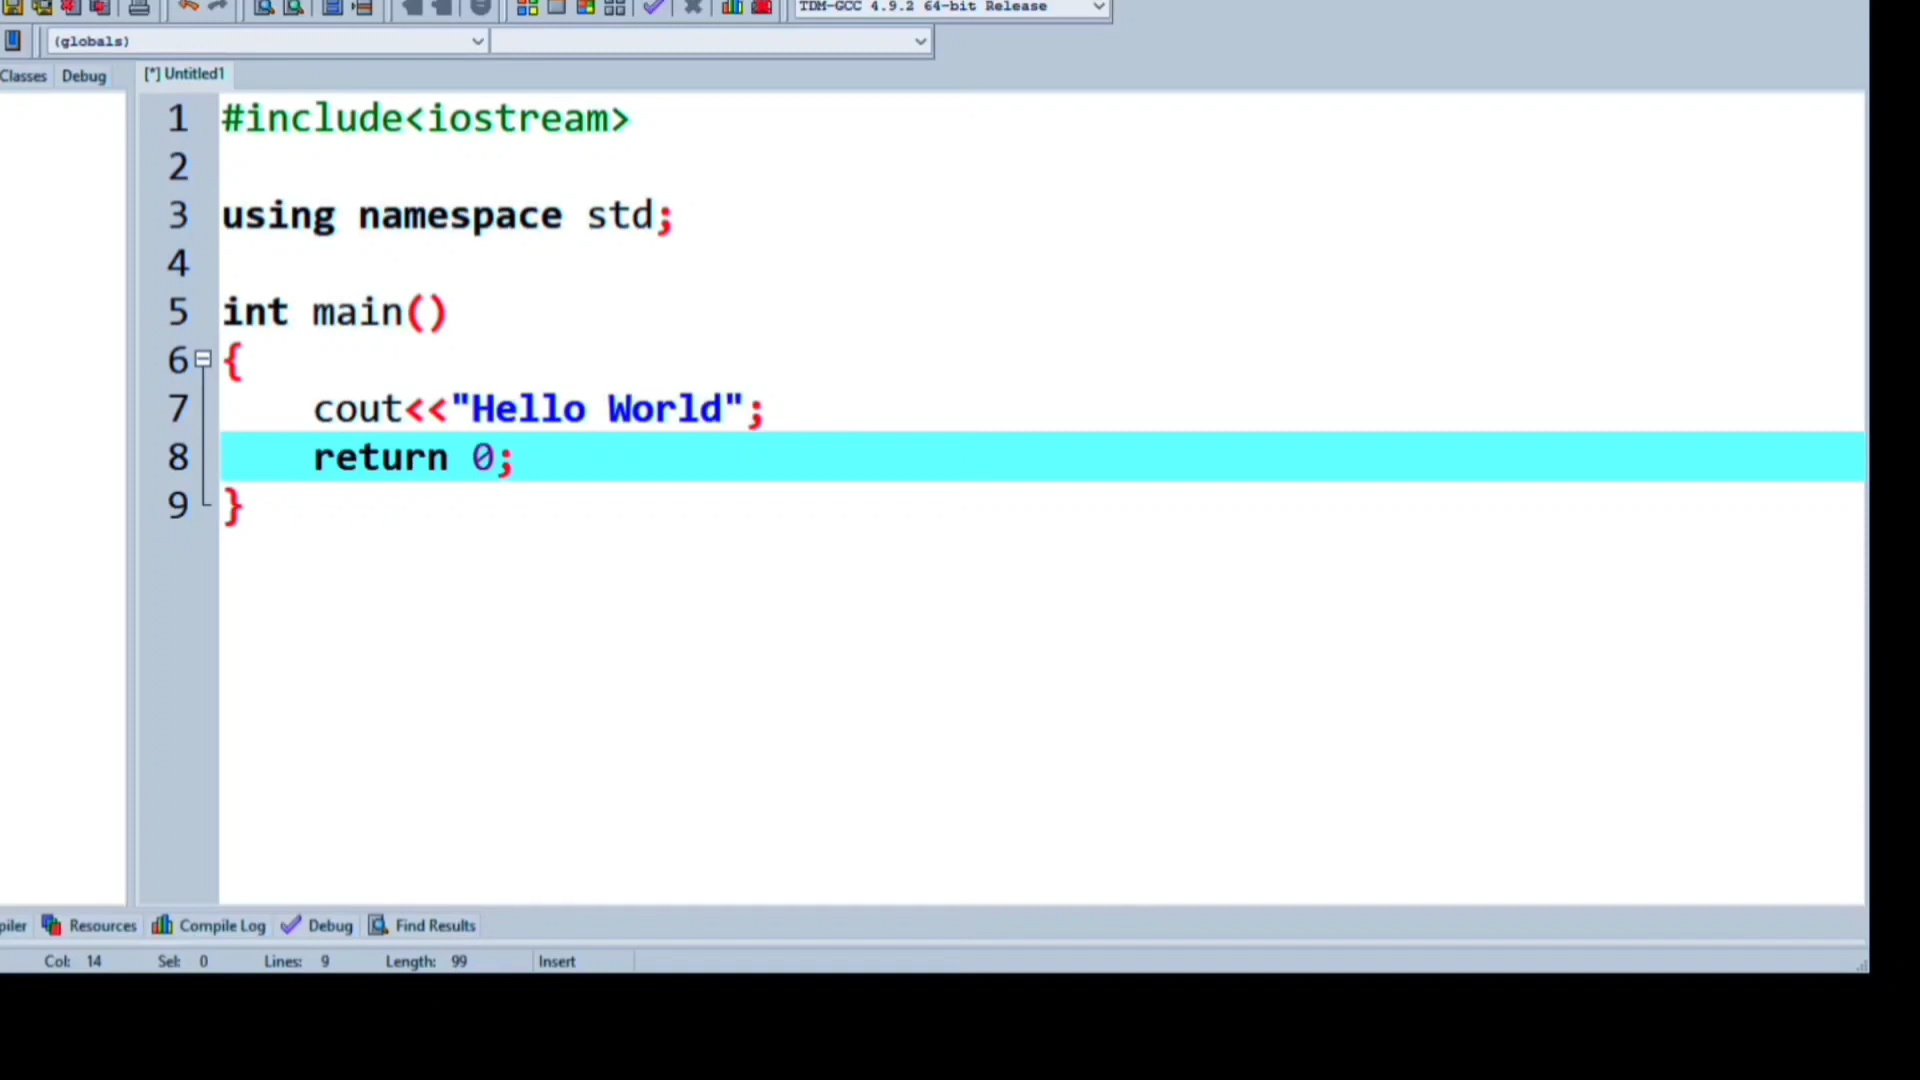 TDM-GCC 4.9.2 64-bit Release
(globals)
Classes Debug [*] Untitled1
1 #include<iostream>
2
3 using namespace std;
4
5 int main()
6 {
7 cout<<"Hello World";
8 return 0;
9 }
piler Resources Compile Log Debug Find Results
Col: 14 Sel: 0 Lines: 9 Length: 99 Insert